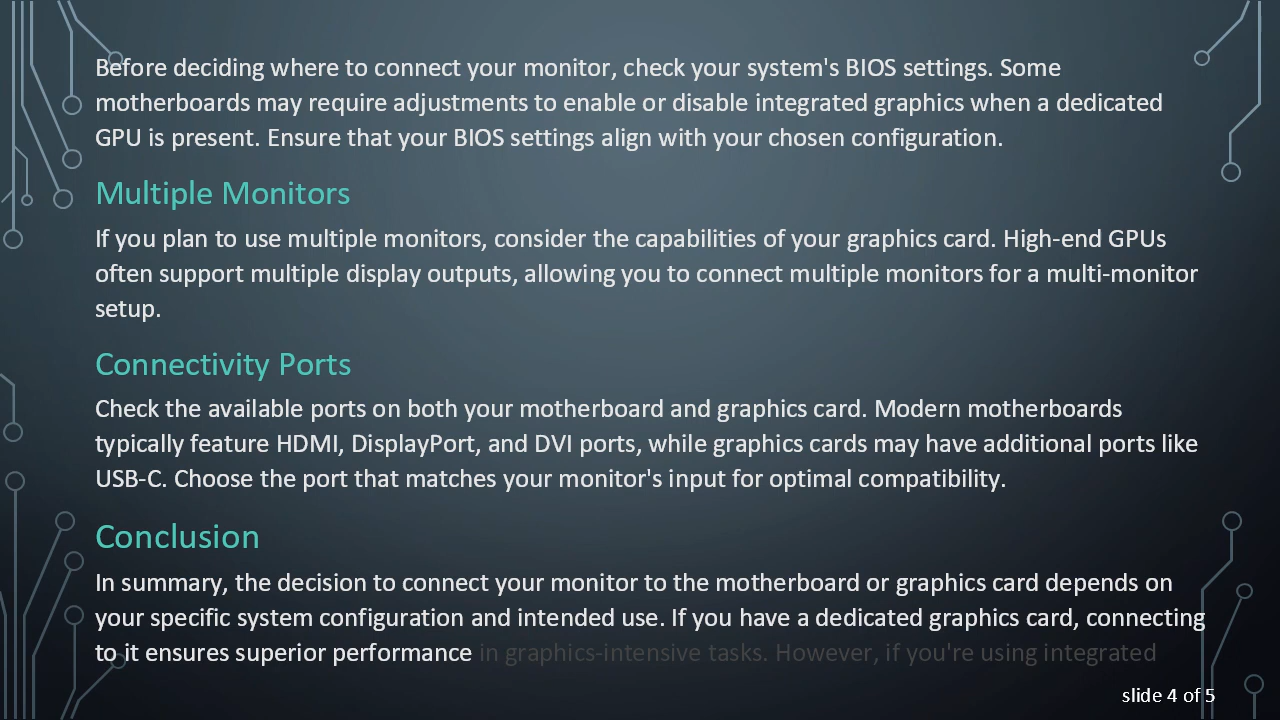 Before deciding where to connect your monitor, check your system's BIOS settings. Some
motherboards may require adjustments to enable or disable integrated graphics when a dedicated
GPU is present. Ensure that your BIOS settings align with your chosen configuration.
Multiple Monitors
If you plan to use multiple monitors, consider the capabilities of your graphics card. High-end GPUs
often support multiple display outputs, allowing you to connect multiple monitors for a multi-monitor
setup.
Connectivity Ports
Check the available ports on both your motherboard and graphics card. Modern motherboards
typically feature HDMI, DisplayPort, and DVI ports, while graphics cards may have additional ports like
USB-C. Choose the port that matches your monitor's input for optimal compatibility.
Conclusion
In summary, the decision to connect your monitor to the motherboard or graphics card depends on
your specific system configuration and intended use. If you have a dedicated graphics card, connecting
to it ensures superior performance in graphics-intensive tasks. However, if you're using integrated
slide 4 of 5